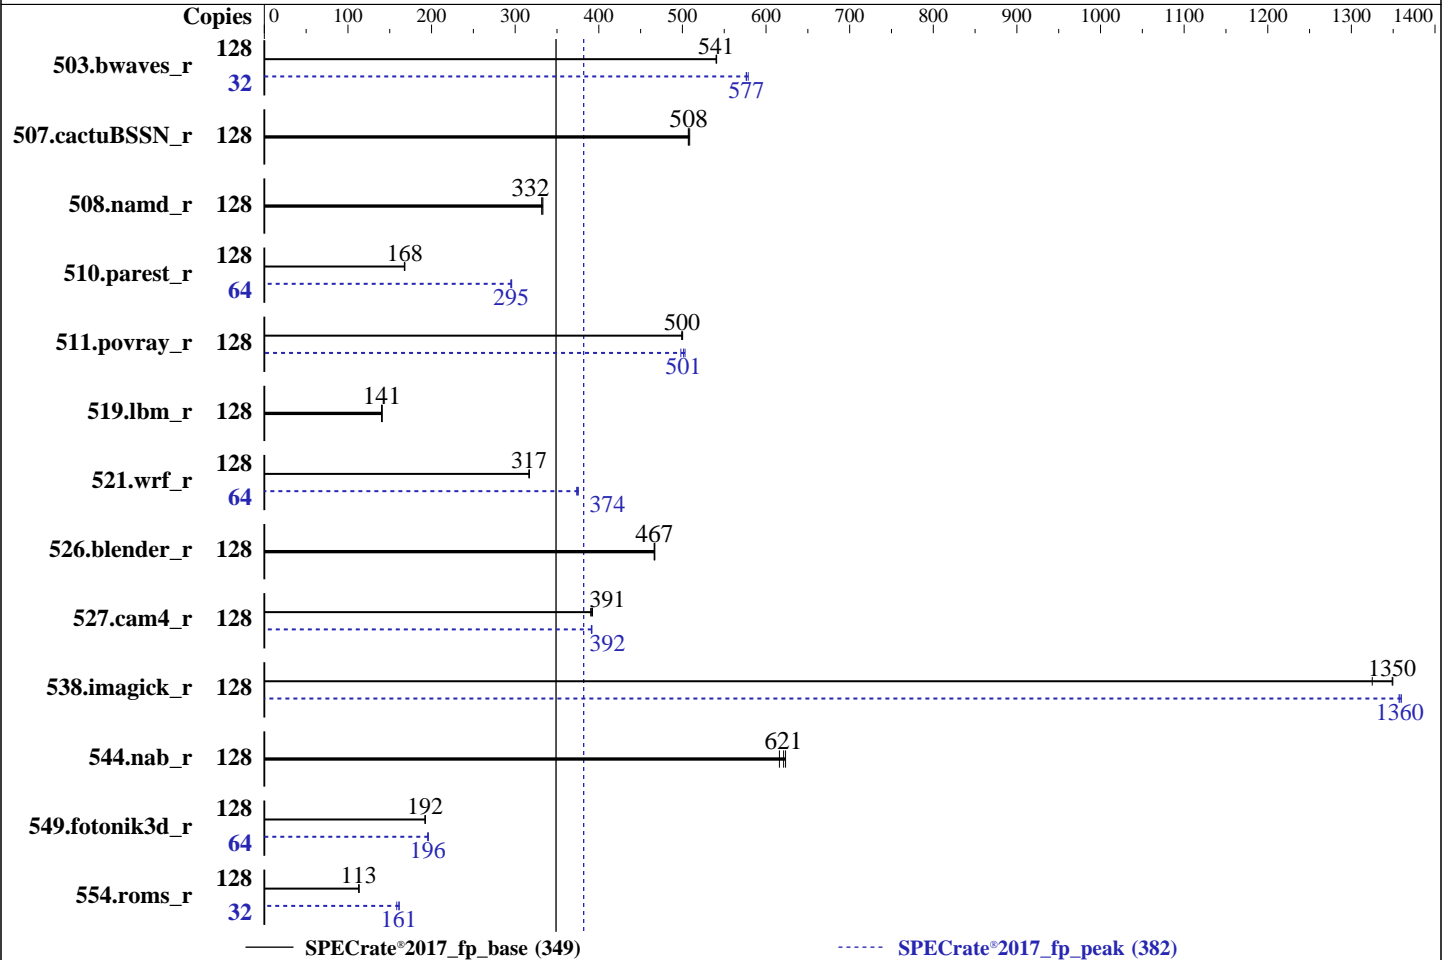 Copies 0 100 200 300 400 500 600 700 800 900 1000 1100 1200 1300 1400
503.bwaves_r 128 541
32 577
507.cactuBSSN_r 128 508
508.namd_r 128 332
510.parest_r 128 168
64 295
511.povray_r 128 500
501
519.lbm_r 128 141
521.wrf_r 128 317
64 374
526.blender_r 128 467
527.cam4_r 128 391
392
538.imagick_r 128 1350
1360
544.nab_r 128 621
549.fotonik3d_r 128 192
64 196
554.roms_r 128 113
32 161
SPECrate®2017_fp_base (349) SPECrate®2017_fp_peak (382)